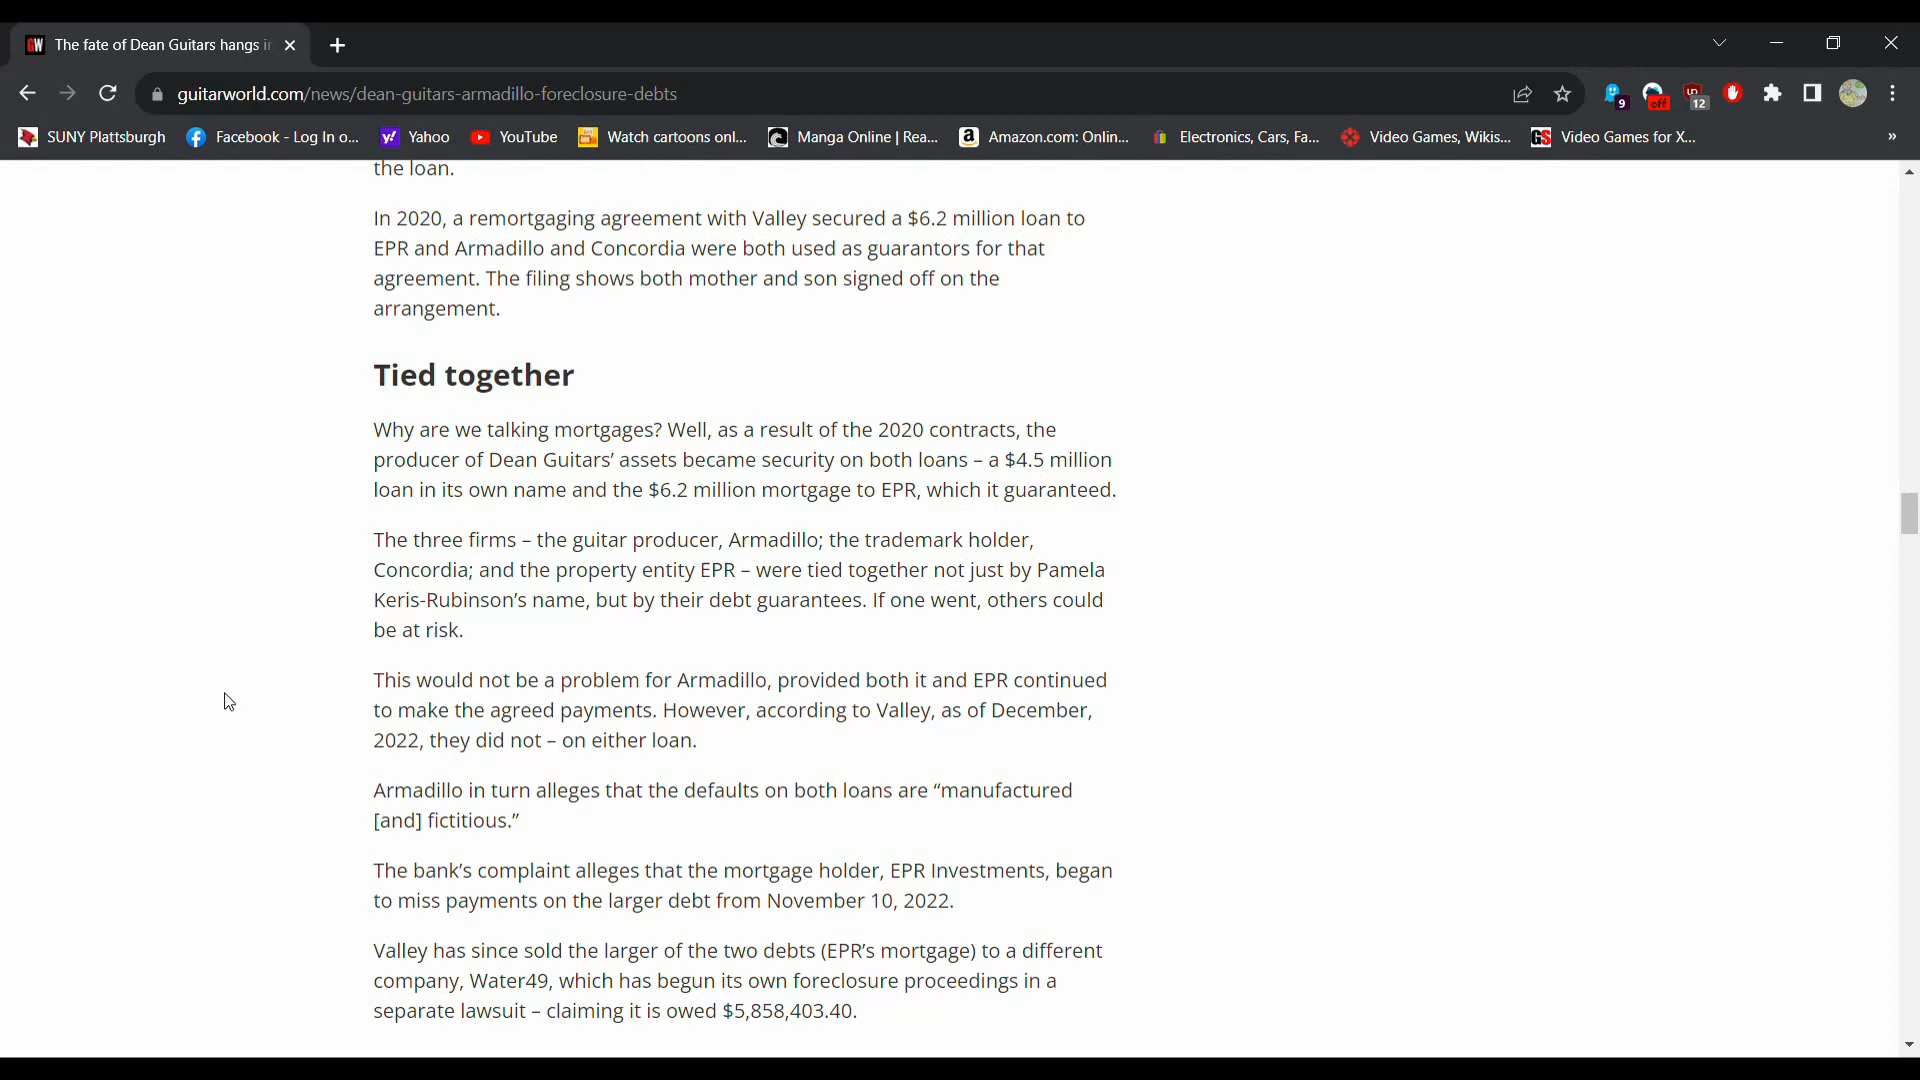 GW The fate of Dean Guitars hangs i
guitarworld.com/news/dean-guitars-armadillo-foreclosure-debts
9 off 12
SUNY Plattsburgh Facebook - Log In o... Yahoo YouTube Watch cartoons onl... Manga Online | Rea... Amazon.com: Onlin... Electronics, Cars, Fa... Video Games, Wikis... GS Video Games for X... »
the loan.
In 2020, a remortgaging agreement with Valley secured a $6.2 million loan to
EPR and Armadillo and Concordia were both used as guarantors for that
agreement. The filing shows both mother and son signed off on the
arrangement.
Tied together
Why are we talking mortgages? Well, as a result of the 2020 contracts, the
producer of Dean Guitars’ assets became security on both loans – a $4.5 million
loan in its own name and the $6.2 million mortgage to EPR, which it guaranteed.
The three firms – the guitar producer, Armadillo; the trademark holder,
Concordia; and the property entity EPR – were tied together not just by Pamela
Keris-Rubinson’s name, but by their debt guarantees. If one went, others could
be at risk.
This would not be a problem for Armadillo, provided both it and EPR continued
to make the agreed payments. However, according to Valley, as of December,
2022, they did not – on either loan.
Armadillo in turn alleges that the defaults on both loans are “manufactured
[and] fictitious.”
The bank’s complaint alleges that the mortgage holder, EPR Investments, began
to miss payments on the larger debt from November 10, 2022.
Valley has since sold the larger of the two debts (EPR’s mortgage) to a different
company, Water49, which has begun its own foreclosure proceedings in a
separate lawsuit – claiming it is owed $5,858,403.40.